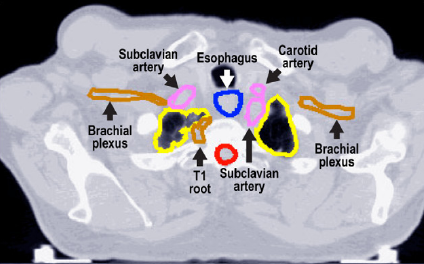 Subclavian
artery
Esophagus
Carotid
artery
Brachial
plexus
T1
root
Subclavian
artery
Brachial
plexus